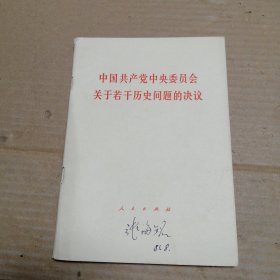 中国共产党中央委员会
关于若干历史问题的决议
人民出版社